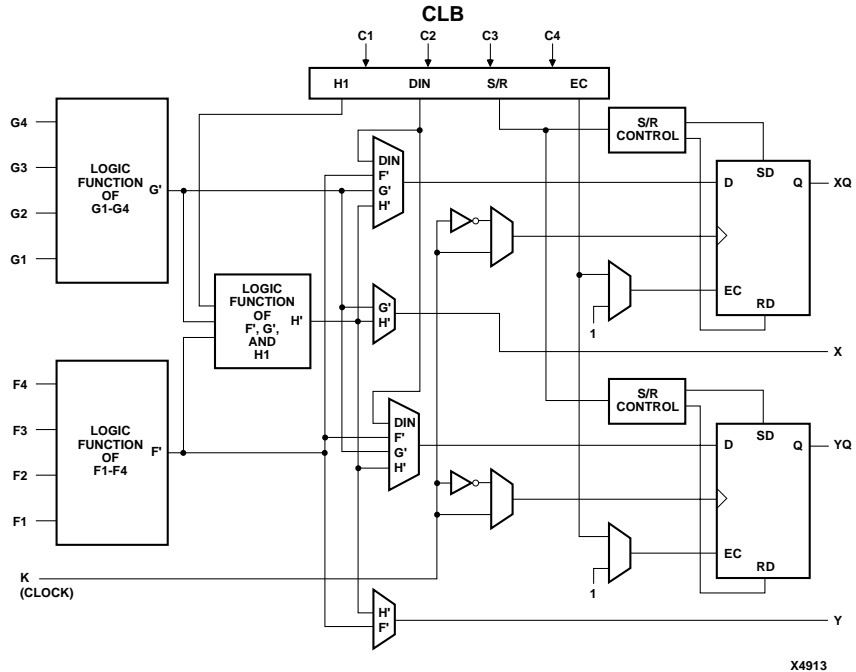 CLB
C1 C2 C3 C4
H1 DIN S/R EC
S/R
CONTROL
G4
G3
G2
G1
LOGIC
FUNCTION
OF
G1-G4
G'
DIN
F'
G'
H'
D SD Q XQ
EC
RD
1
LOGIC
FUNCTION
OF
F', G',
AND
H1
H'
G'
H'
X
F4
F3
F2
F1
LOGIC
FUNCTION
OF
F1-F4
F'
S/R
CONTROL
DIN
F'
G'
H'
D SD Q YQ
EC
RD
1
K
(CLOCK)
H'
F'
Y
X4913